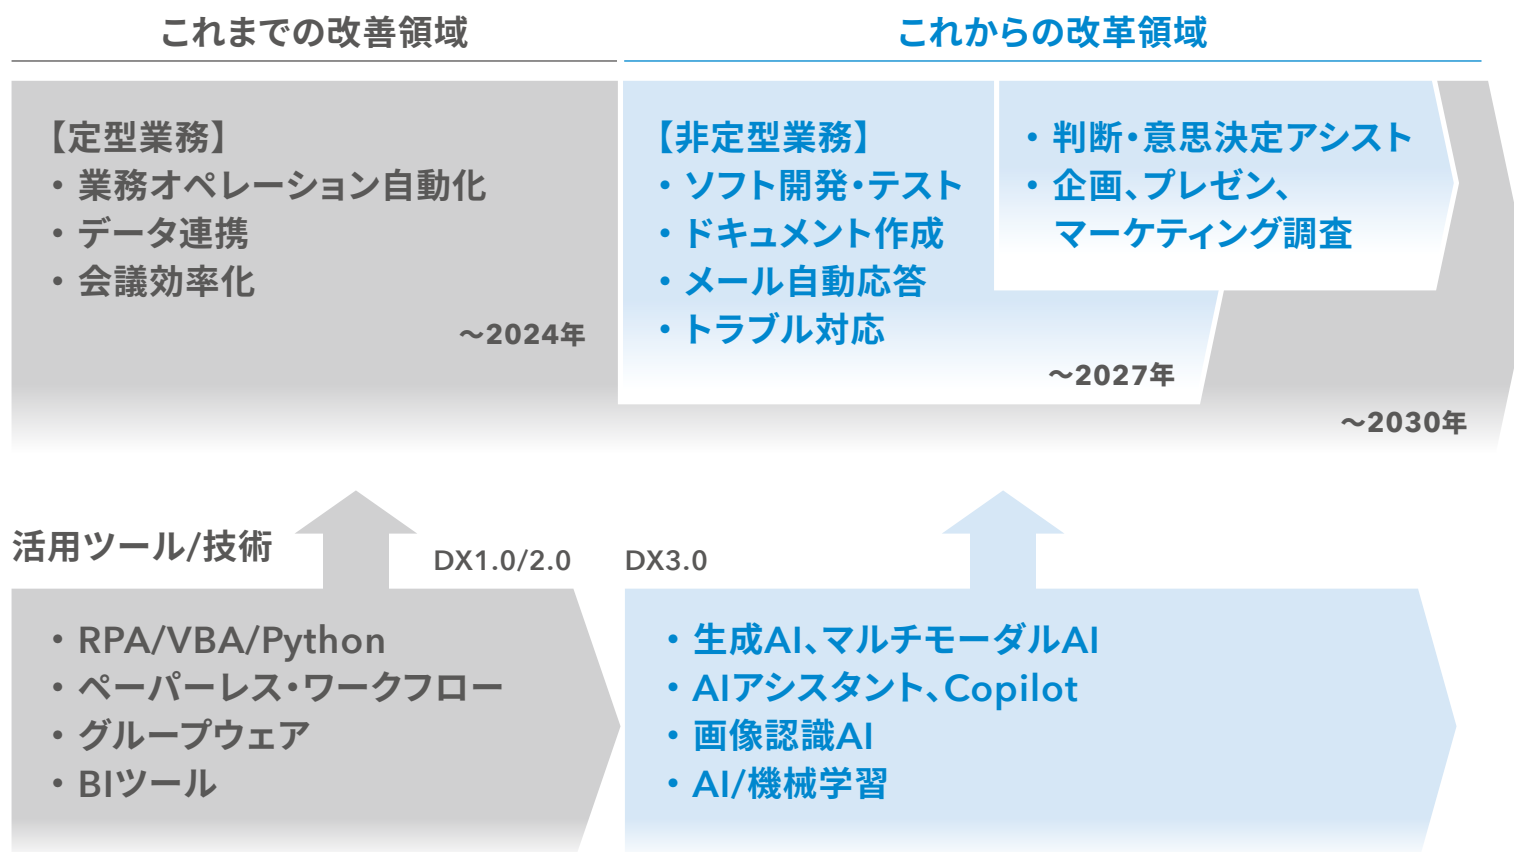 これまでの改善領域
これからの改革領域
【定型業務】
・業務オペレーション自動化
・データ連携
・会議効率化
～2024年
【非定型業務】
・ソフト開発・テスト
・ドキュメント作成
・メール自動応答
・トラブル対応
～2027年
・判断・意思決定アシスト
・企画、プレゼン、
マーケティング調査
～2030年
活用ツール/技術
DX1.0/2.0
DX3.0
・RPA/VBA/Python
・ペーパーレス・ワークフロー
・グループウェア
・BIツール
・生成AI、マルチモーダルAI
・AIアシスタント、Copilot
・画像認識AI
・AI/機械学習